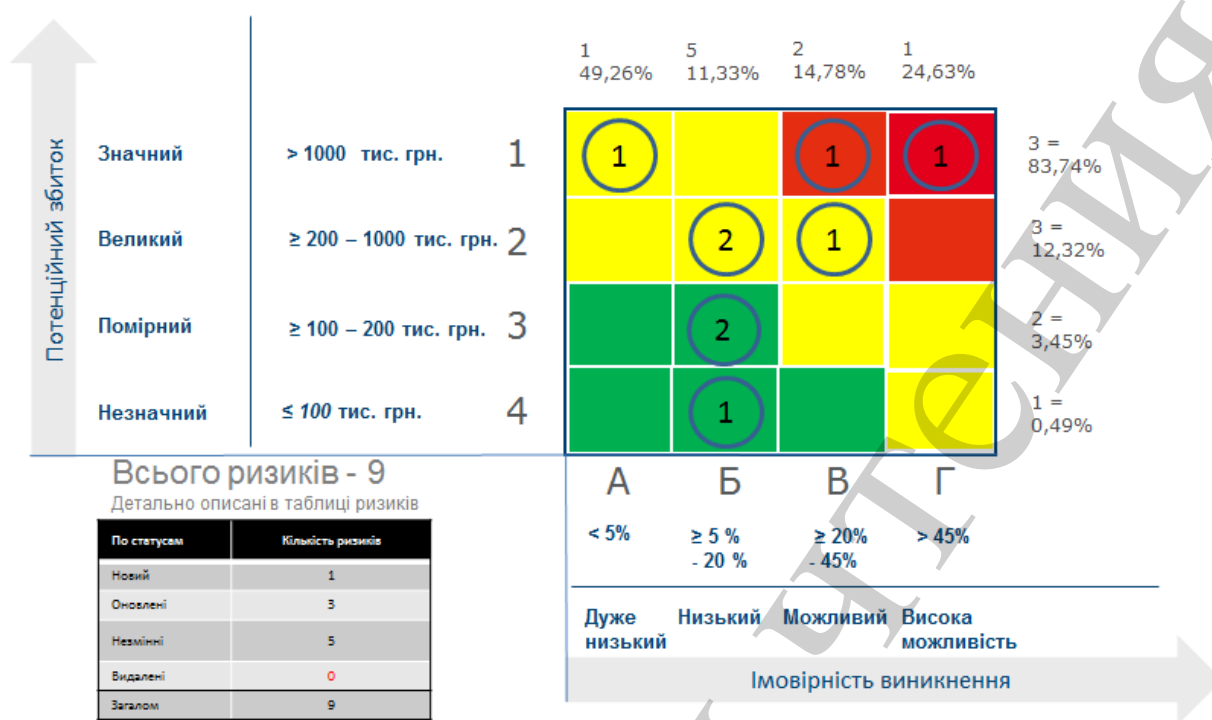 1 5 2 1
49,26% 11,33% 14,78% 24,63%
Потенційний збиток
Значний > 1000 тис. грн. 1 1 1 1 3 =
83,74%
Великий ≥ 200 – 1000 тис. грн. 2 2 1 3 =
12,32%
Помірний ≥ 100 – 200 тис. грн. 3 2 2 =
3,45%
Незначний ≤ 100 тис. грн. 4 1 1 =
0,49%
Всього ризиків - 9
Детально описані в таблиці ризиків
По статусам Кількість ризиків
Новий 1
Оновлені 3
Незмінні 5
Видалені 0
Загалом 9
А Б В Г
< 5% ≥ 5 % ≥ 20% > 45%
- 20 % - 45%
Дуже Низький Можливий Висока
низький можливість
Імовірність виникнення
чтения